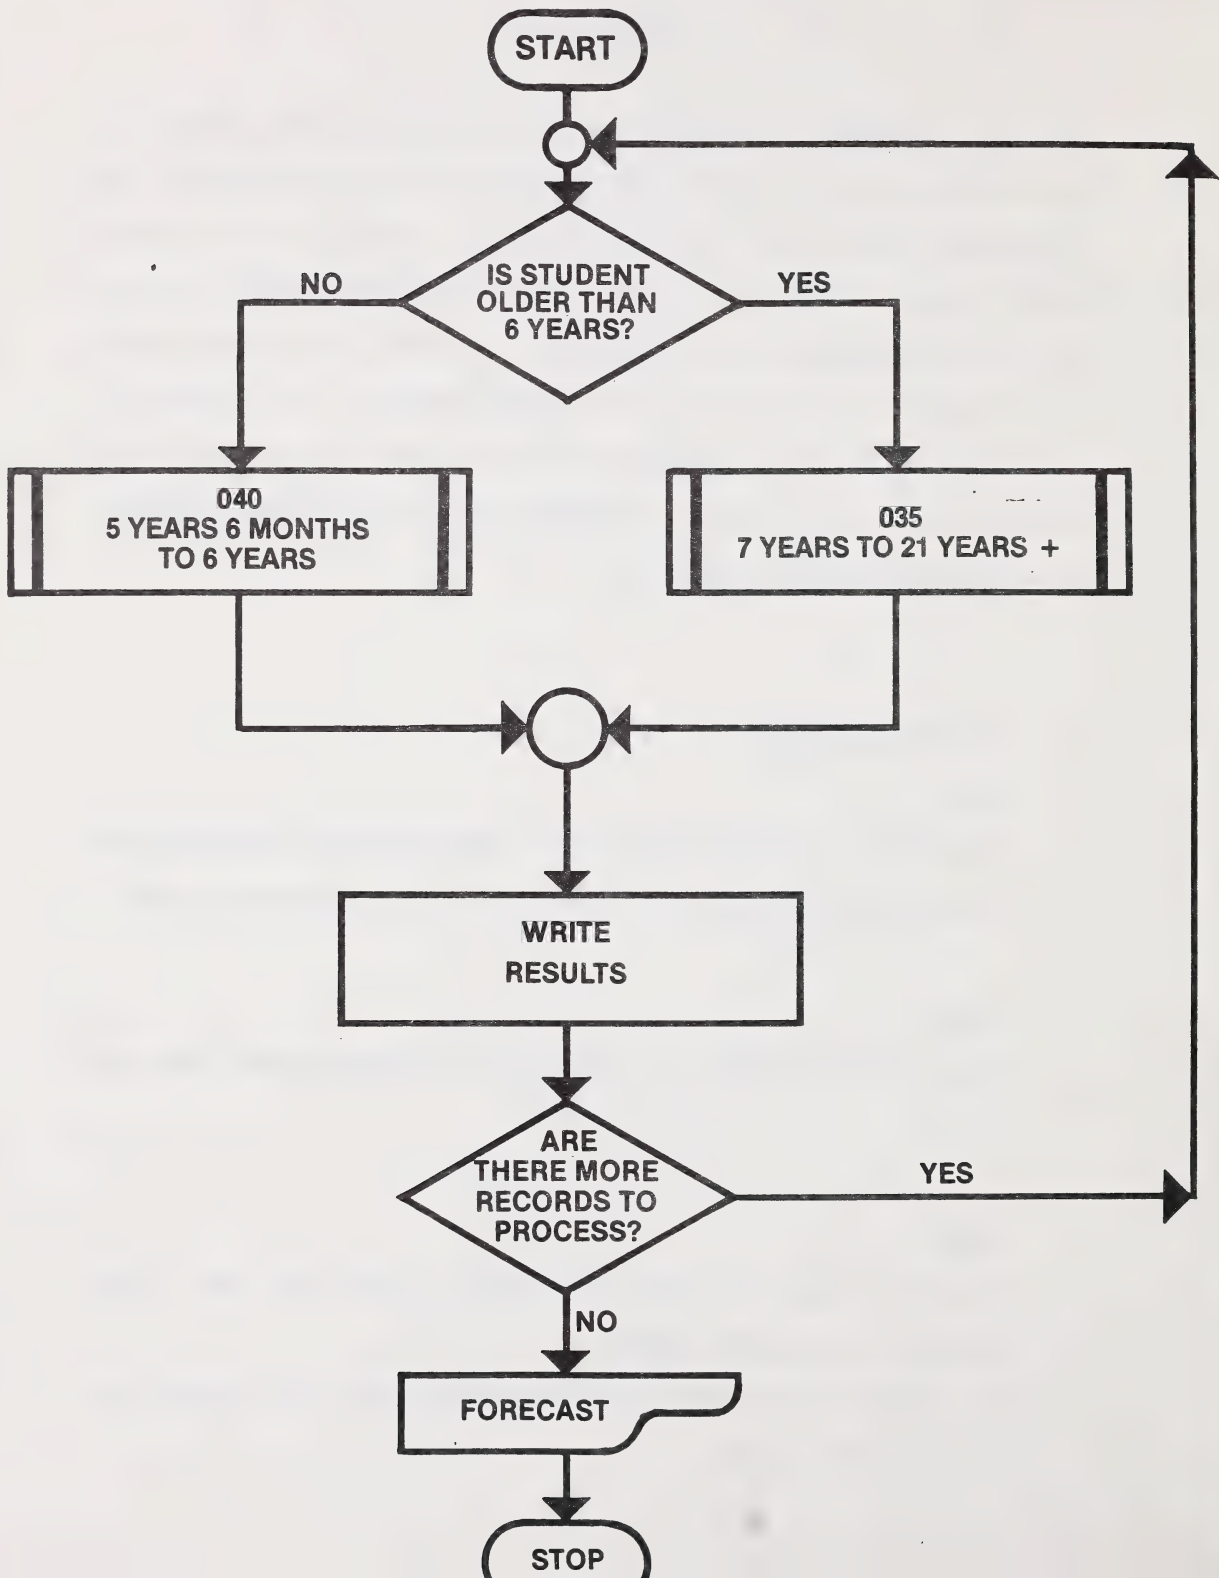 START
IS STUDENT
OLDER THAN
6 YEARS?
NO
YES
040
5 YEARS 6 MONTHS
TO 6 YEARS
035
7 YEARS TO 21 YEARS +
WRITE
RESULTS
ARE
THERE MORE
RECORDS TO
PROCESS?
YES
NO
FORECAST
STOP